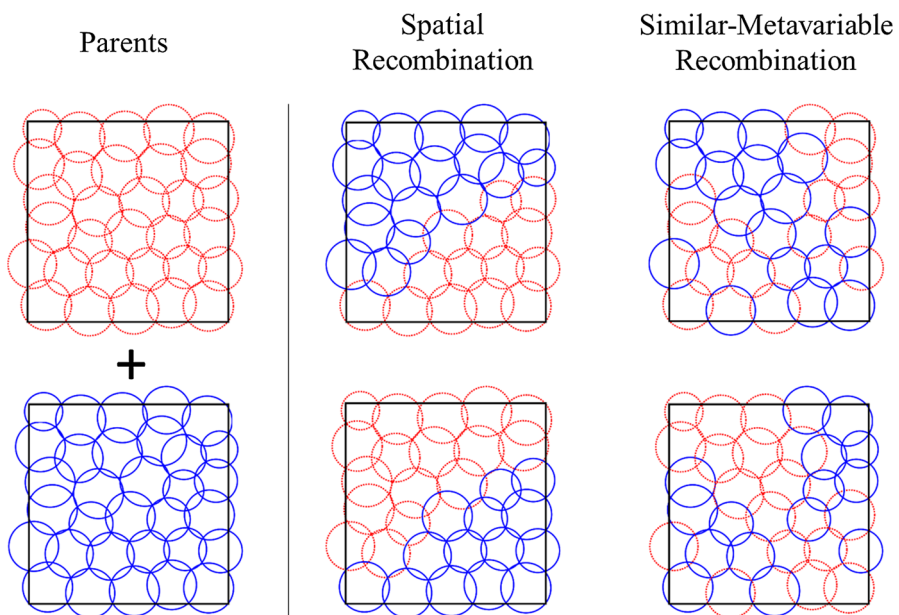 Parents
Spatial
Recombination
Similar-Metavariable
Recombination
+